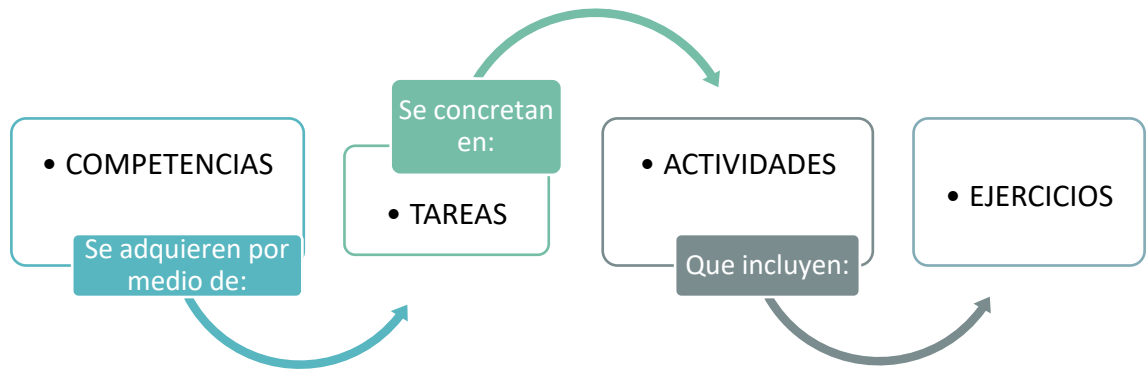 • COMPETENCIAS
Se adquieren por
medio de:
• TAREAS
Se concretan
en:
• ACTIVIDADES
Que incluyen:
• EJERCICIOS